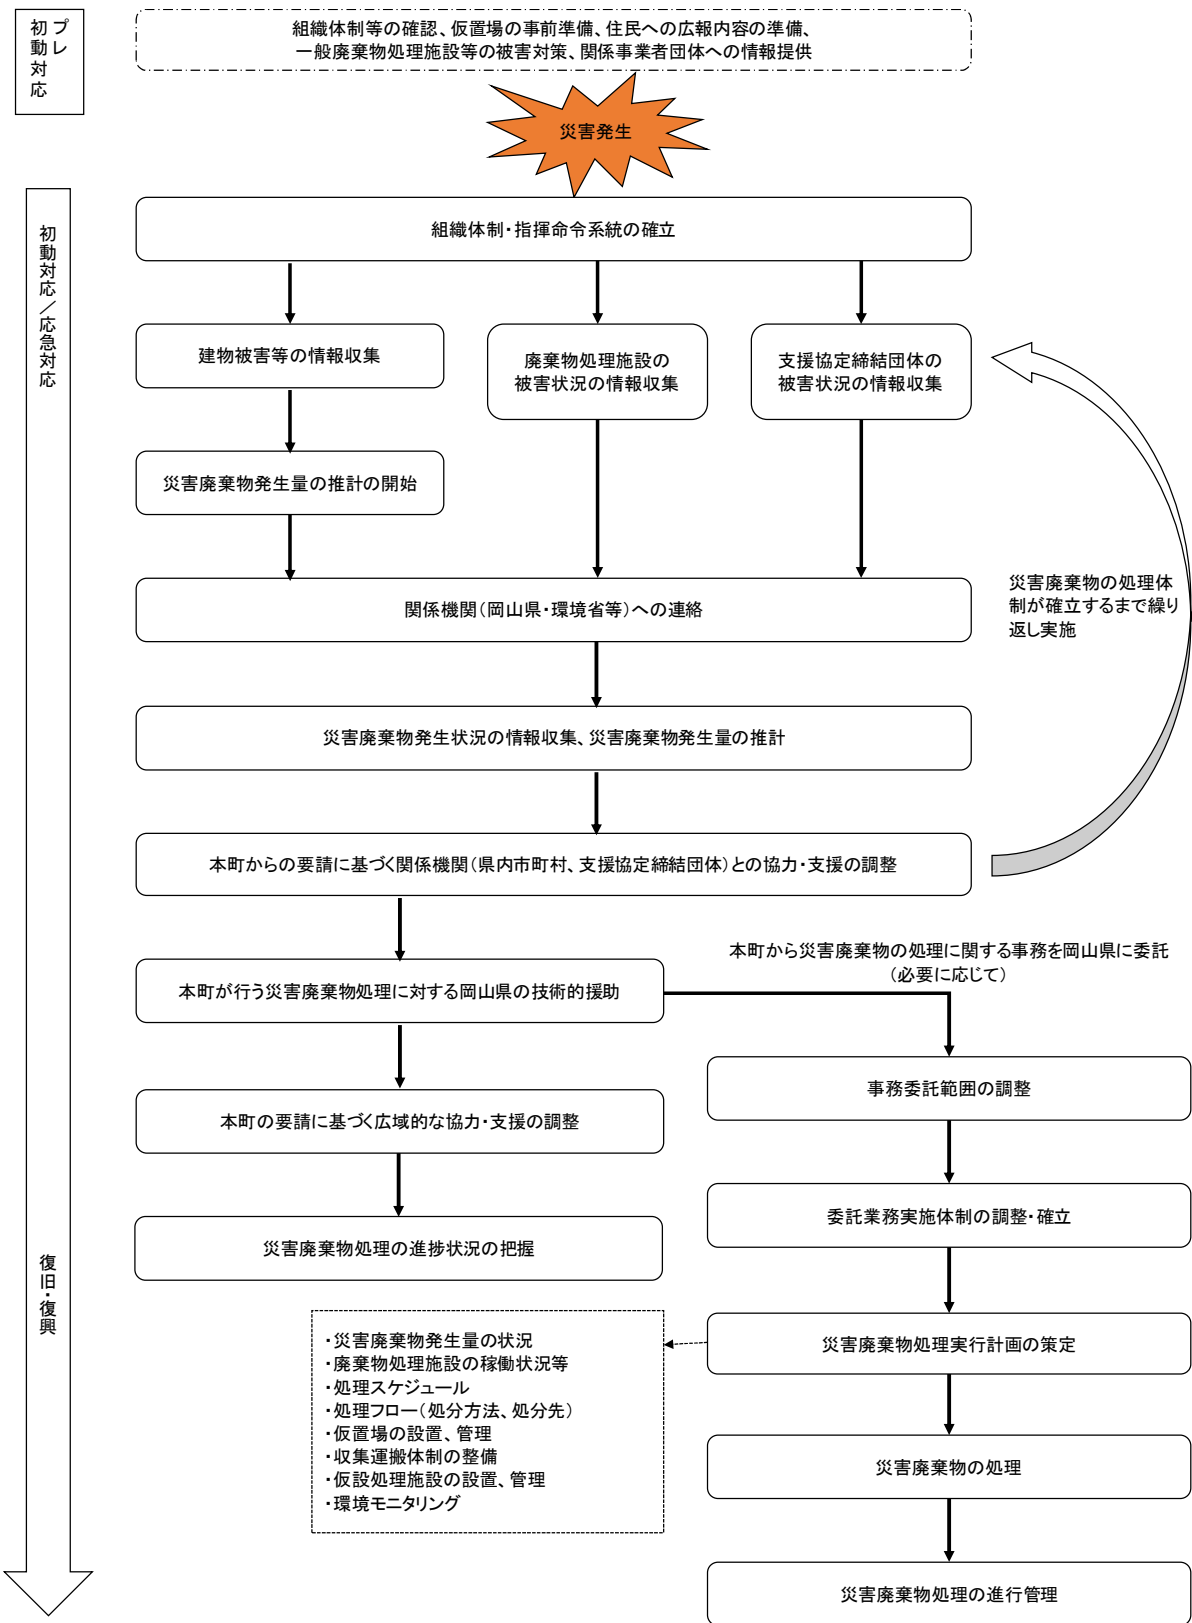 プレ
初動対応
組織体制等の確認、仮置場の事前準備、住民への広報内容の準備、
一般廃棄物処理施設等の被害対策、関係事業者団体への情報提供
災害発生
初動対応／応急対応
組織体制・指揮命令系統の確立
建物被害等の情報収集
廃棄物処理施設の
被害状況の情報収集
支援協定締結団体の
被害状況の情報収集
災害廃棄物発生量の推計の開始
関係機関（岡山県・環境省等）への連絡
災害廃棄物の処理体
制が確立するまで繰り
返し実施
災害廃棄物発生状況の情報収集、災害廃棄物発生量の推計
本町からの要請に基づく関係機関（県内市町村、支援協定締結団体）との協力・支援の調整
本町から災害廃棄物の処理に関する事務を岡山県に委託
（必要に応じて）
本町が行う災害廃棄物処理に対する岡山県の技術的援助
事務委託範囲の調整
本町の要請に基づく広域的な協力・支援の調整
委託業務実施体制の調整・確立
災害廃棄物処理の進捗状況の把握
復旧・復興
災害廃棄物処理実行計画の策定
・災害廃棄物発生量の状況
・廃棄物処理施設の稼働状況等
・処理スケジュール
・処理フロー（処分方法、処分先）
・仮置場の設置、管理
・収集運搬体制の整備
・仮設処理施設の設置、管理
・環境モニタリング
災害廃棄物の処理
災害廃棄物処理の進行管理